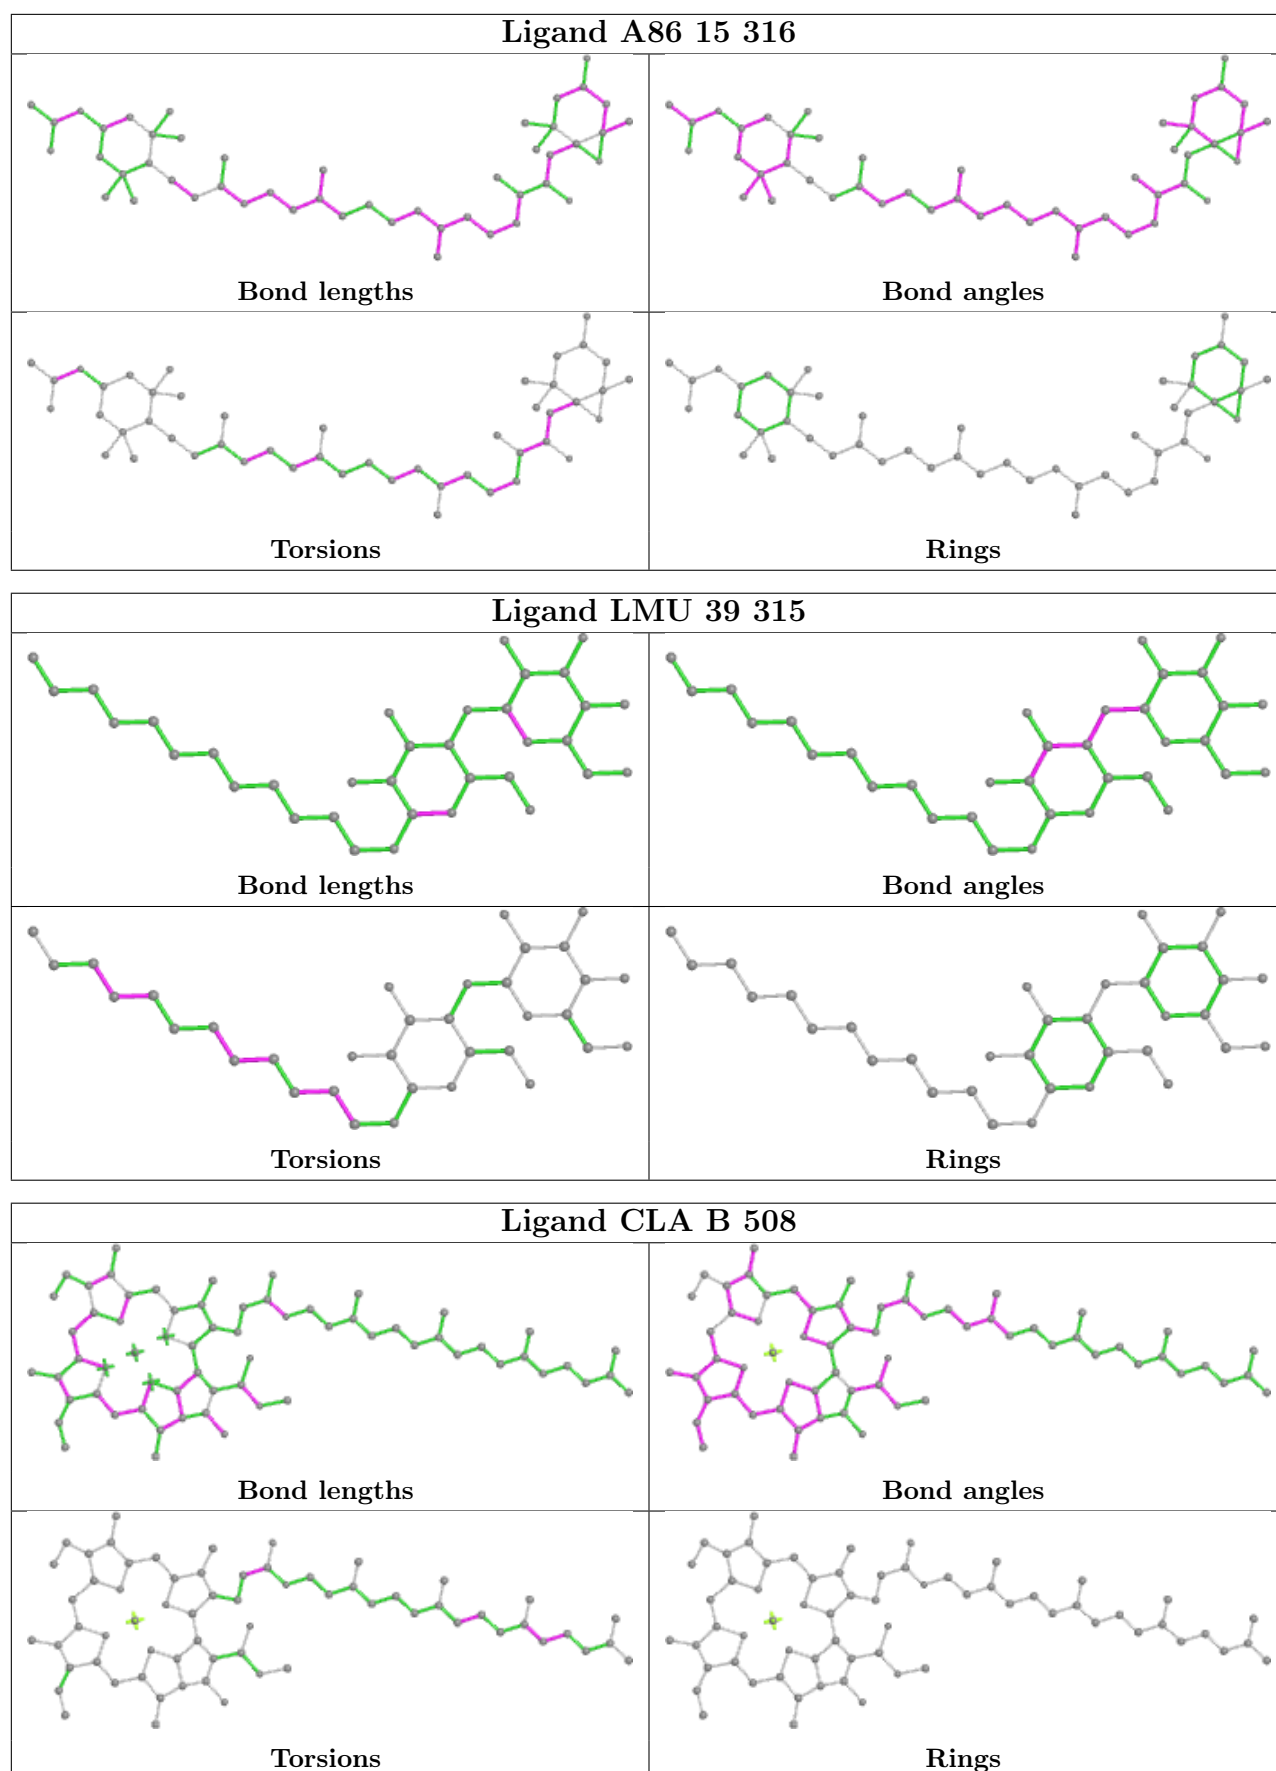 Ligand A86 15 316
Bond lengths
Bond angles
Torsions
Rings
Ligand LMU 39 315
Bond lengths
Bond angles
Torsions
Rings
Ligand CLA B 508
Bond lengths
Bond angles
Torsions
Rings